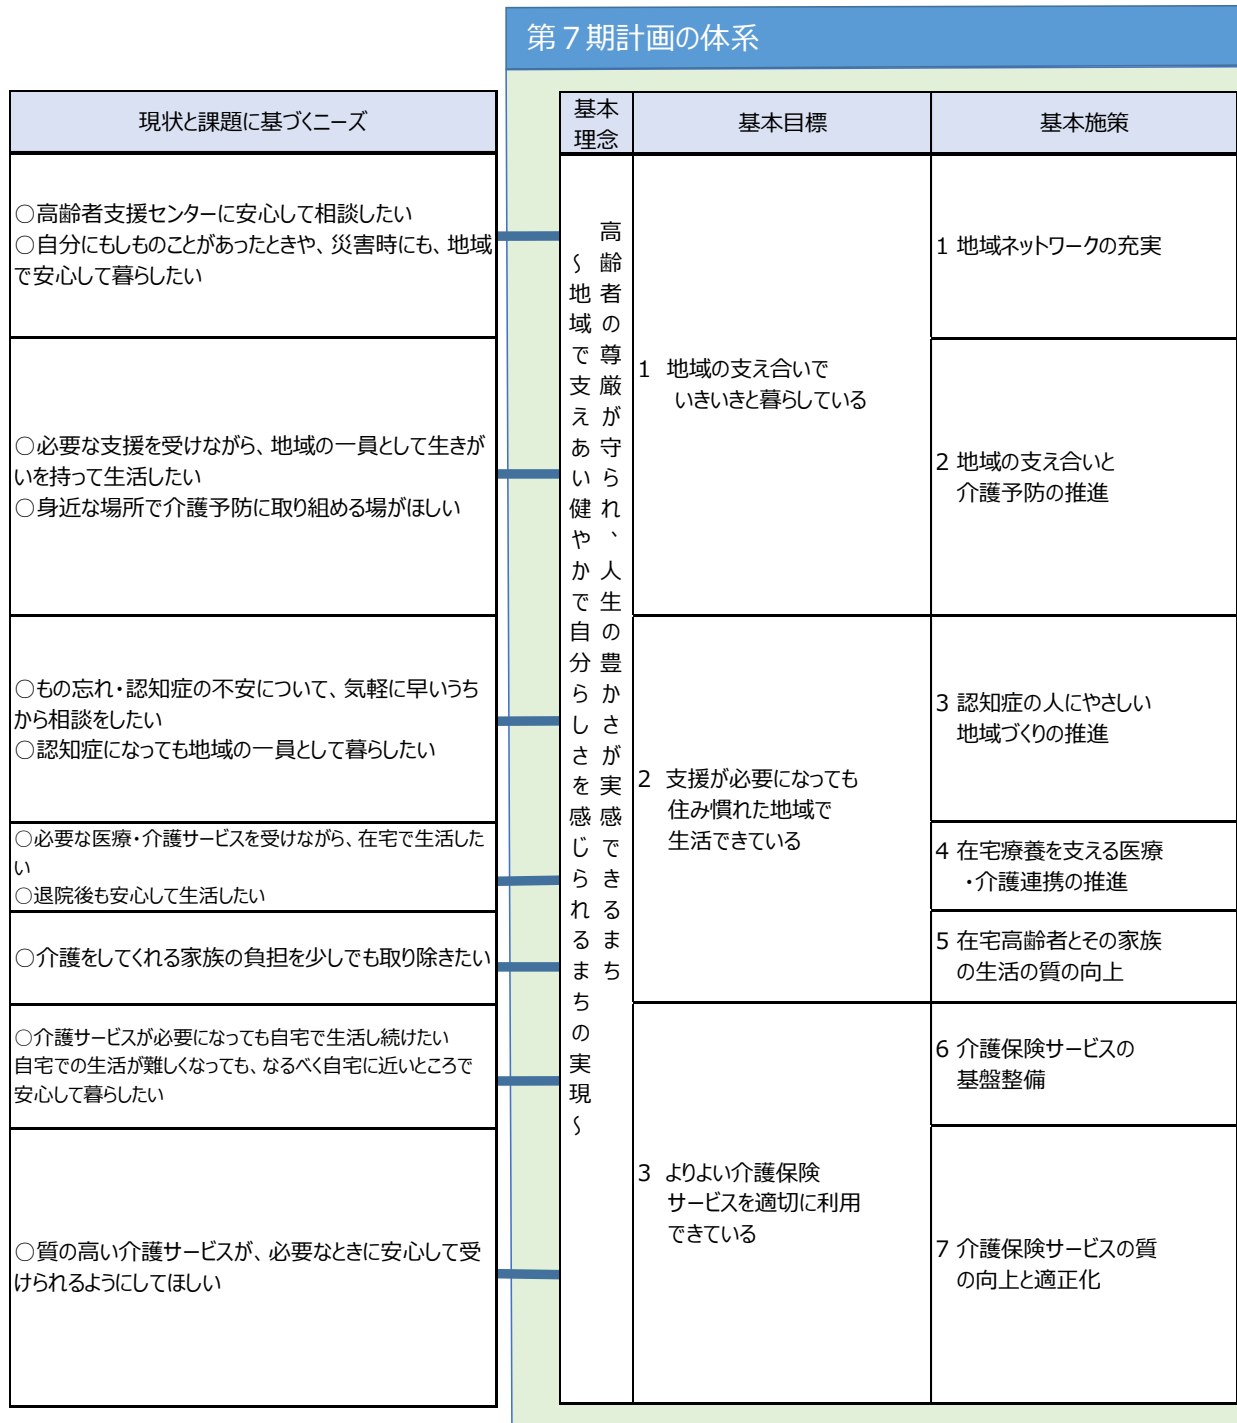 第７期計画の体系
現状と課題に基づくニーズ
基本
理念
基本目標
基本施策
○高齢者支援センターに安心して相談したい
○自分にもしものことがあったときや、災害時にも、地域
で安心して暮らしたい
○必要な支援を受けながら、地域の一員として生きが
いを持って生活したい
○身近な場所で介護予防に取り組める場がほしい
○もの忘れ・認知症の不安について、気軽に早いうち
から相談をしたい
○認知症になっても地域の一員として暮らしたい
○必要な医療・介護サービスを受けながら、在宅で生活した
い
○退院後も安心して生活したい
○介護をしてくれる家族の負担を少しでも取り除きたい
○介護サービスが必要になっても自宅で生活し続けたい
自宅での生活が難しくなっても、なるべく自宅に近いところで
安心して暮らしたい
○質の高い介護サービスが、必要なときに安心して受
けられるようにしてほしい
高齢者の尊厳が守られ、人生の豊かさが実感できるまち
～地域で支えあい健やかで自分らしさを感じられるまちの実現～
1 地域の支え合いで
いきいきと暮らしている
2 支援が必要になっても
住み慣れた地域で
生活できている
3 よりよい介護保険
サービスを適切に利用
できている
1 地域ネットワークの充実
2 地域の支え合いと
介護予防の推進
3 認知症の人にやさしい
地域づくりの推進
4 在宅療養を支える医療
・介護連携の推進
5 在宅高齢者とその家族
の生活の質の向上
6 介護保険サービスの
基盤整備
7 介護保険サービスの質
の向上と適正化